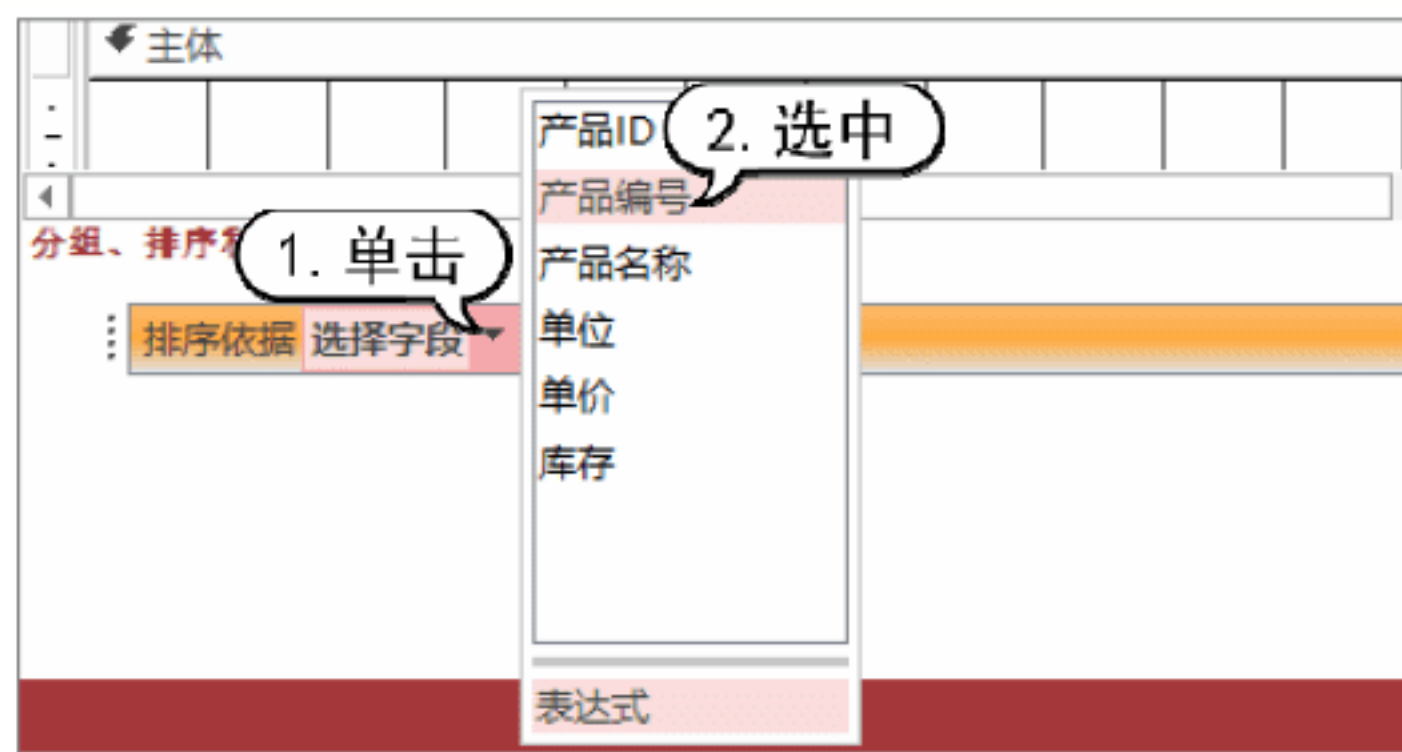 主体
产品ID
2. 选中
产品编号
分组、排序
1. 单击
产品名称
排序依据 选择字段
单位
单价
库存
表达式